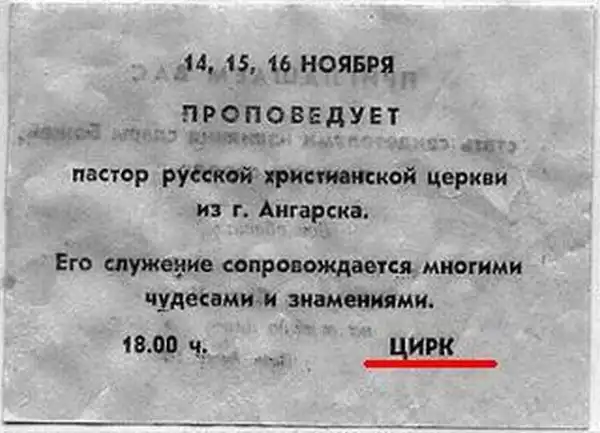 14, 15, 16 НОЯБРЯ
ПРОПОВЕДУЕТ
пастор русской христианской церкви
из г. Ангарска.
Его служение сопровождается многими
чудесами и знамениями.
18.00 ч. ЦИРК